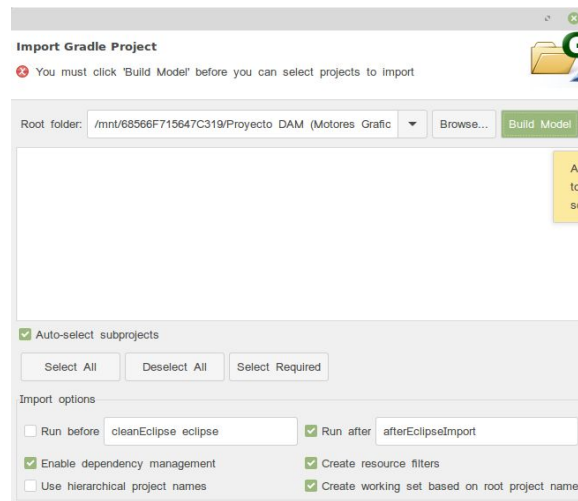 Import Gradle Project
You must click 'Build Model' before you can select projects to import
Root folder: /mnt/68566F715647C319/Proyecto DAM (Motores Grafic Browse... Build Model
Auto-select subprojects
Select All Deselect All Select Required
Import options
Run before cleanEclipse eclipse Run after afterEclipseImport
Enable dependency management Create resource filters
Use hierarchical project names Create working set based on root project name